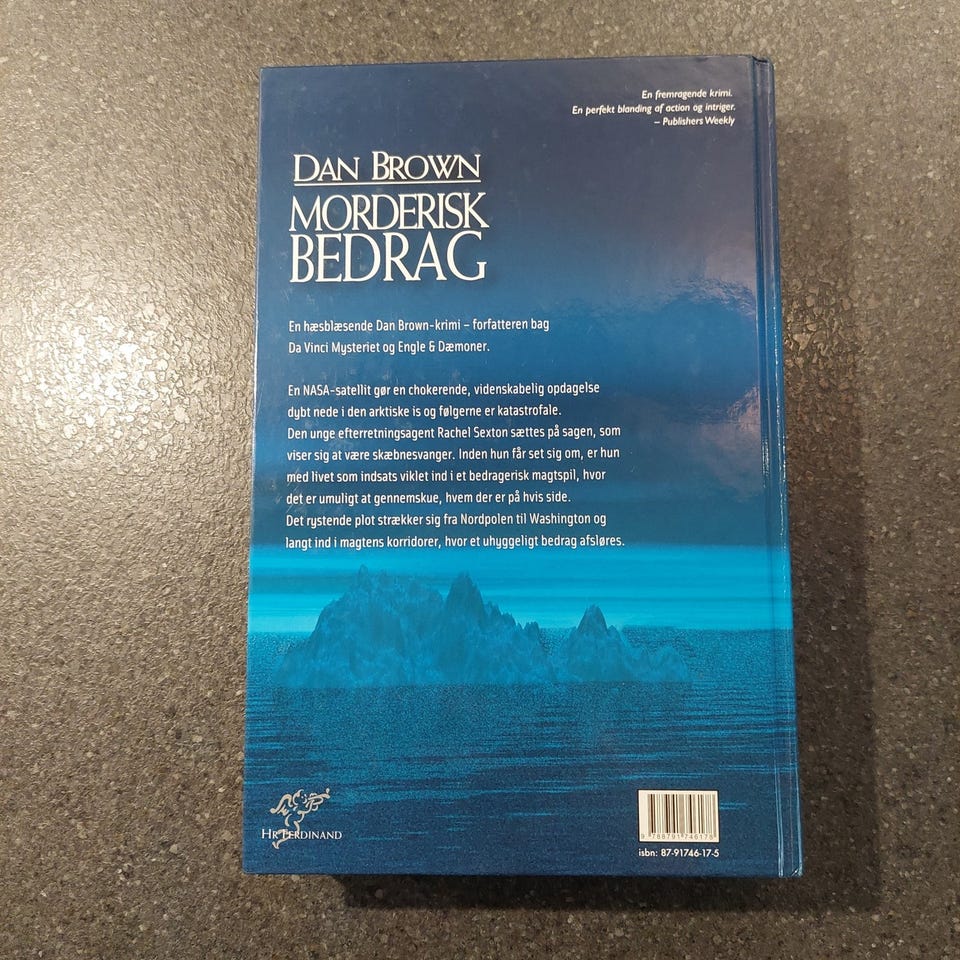 En fremragende krimi.
En perfekt blanding af action og intriger.
– Publishers Weekly
DAN BROWN
MORDERISK
BEDRAG
En hæsblæsende Dan Brown-krimi – forfatteren bag
Da Vinci Mysteriet og Engle & Dæmoner.
En NASA-satellit gør en chokerende, videnskabelig opdagelse
dybt nede i den arktiske is og følgerne er katastrofale.
Den unge efterretningsagent Rachel Sexton sættes på sagen, som
viser sig at være skæbnesvanger. Inden hun får set sig om, er hun
med livet som indsats viklet ind i et bedragerisk magtspil, hvor
det er umuligt at gennemskue, hvem der er på hvis side.
Det rystende plot strækker sig fra Nordpolen til Washington og
langt ind i magtens korridorer, hvor et uhyggeligt bedrag afsløres.
HR FERDINAND
9 788791 746178
isbn: 87-91746-17-5